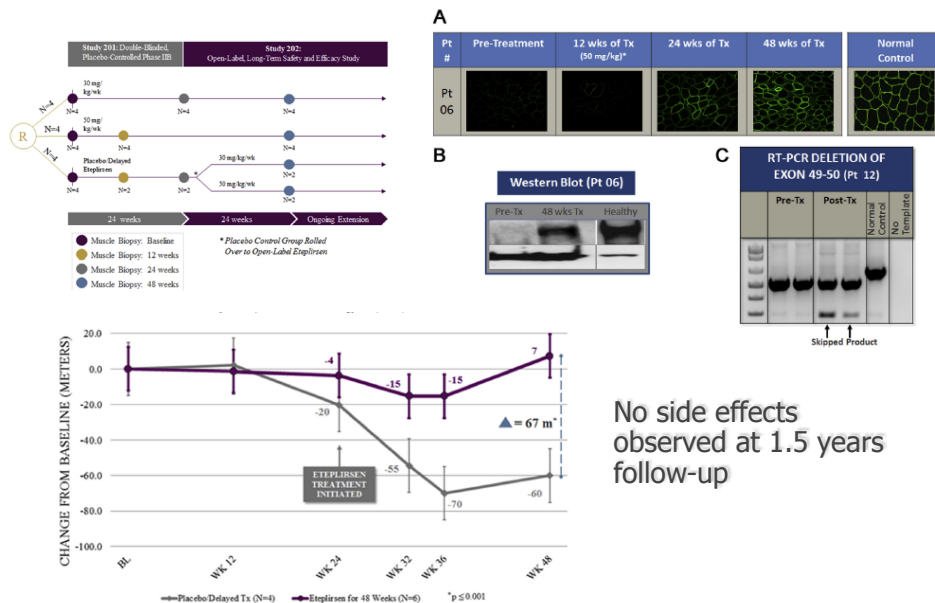 Study 201: Double-Blinded,
Placebo-Controlled Phase IIB
Study 202:
Open-Label, Long-Term Safety and Efficacy Study
30 mg/
kg/wk
N=4
N=4
N=4
N=4
50 mg/
kg/wk
R
N=4
N=4
N=2
N=4
N=4
Placebo/Delayed
Eteplirsen
N=4
N=4
N=2
N=2
*
30 mg/kg/wk
N=2
50 mg/kg/wk
N=2
24 weeks
24 weeks
Ongoing Extension
Muscle Biopsy: Baseline
Muscle Biopsy: 12 weeks
Muscle Biopsy: 24 weeks
Muscle Biopsy: 48 weeks
* Placebo Control Group Rolled
Over to Open-Label Eteplirsen
A
Pt
#
Pre-Treatment
12 wks of Tx
(50 mg/kg)*
24 wks of Tx
48 wks of Tx
Normal
Control
Pt
06
B
Western Blot (Pt 06)
Pre-Tx
48 wks Tx
Healthy
C
RT-PCR DELETION OF
EXON 49-50 (Pt 12)
Pre-Tx
Post-Tx
Normal
Control
No
Template
Skipped Product
CHANGE FROM BASELINE (METERS)
20.0
0.0
-20.0
-40.0
-60.0
-80.0
-100.0
-4
-15
-15
7
-20
-55
-70
-60
= 67 m*
ETEPLIRSEN
TREATMENT
INITIATED
BL
WK 12
WK 24
WK 32
WK 36
WK 48
Placebo/Delayed Tx (N=4)
Eteplirsen for 48 Weeks (N=6)
*p ≤ 0.001
No side effects
observed at 1.5 years
follow-up